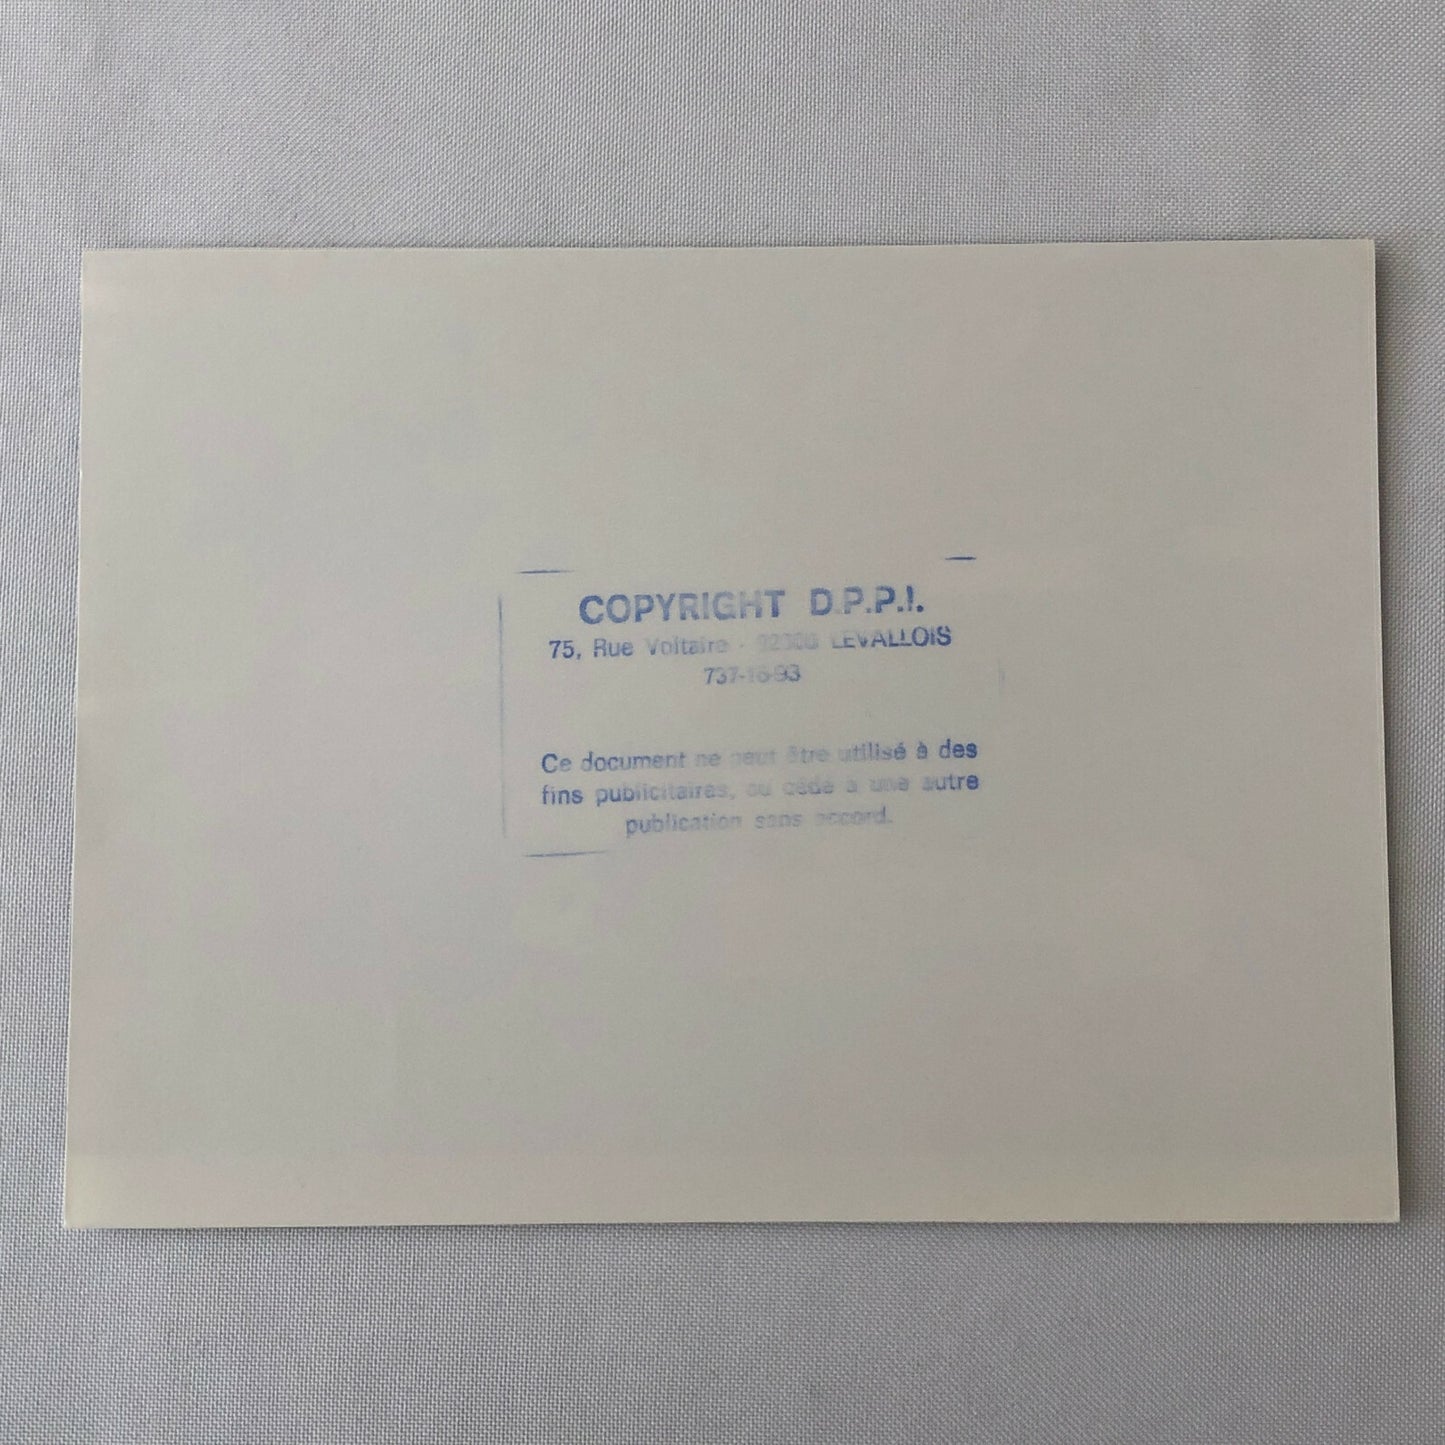 COPYRIGHT D.P.P.I.
75, Rue Voltaire - 92300 LEVALLOIS
737-16-93
Ce document ne peut être utilisé à des
fins publicitaires, ou cédé à une autre
publication sans accord.